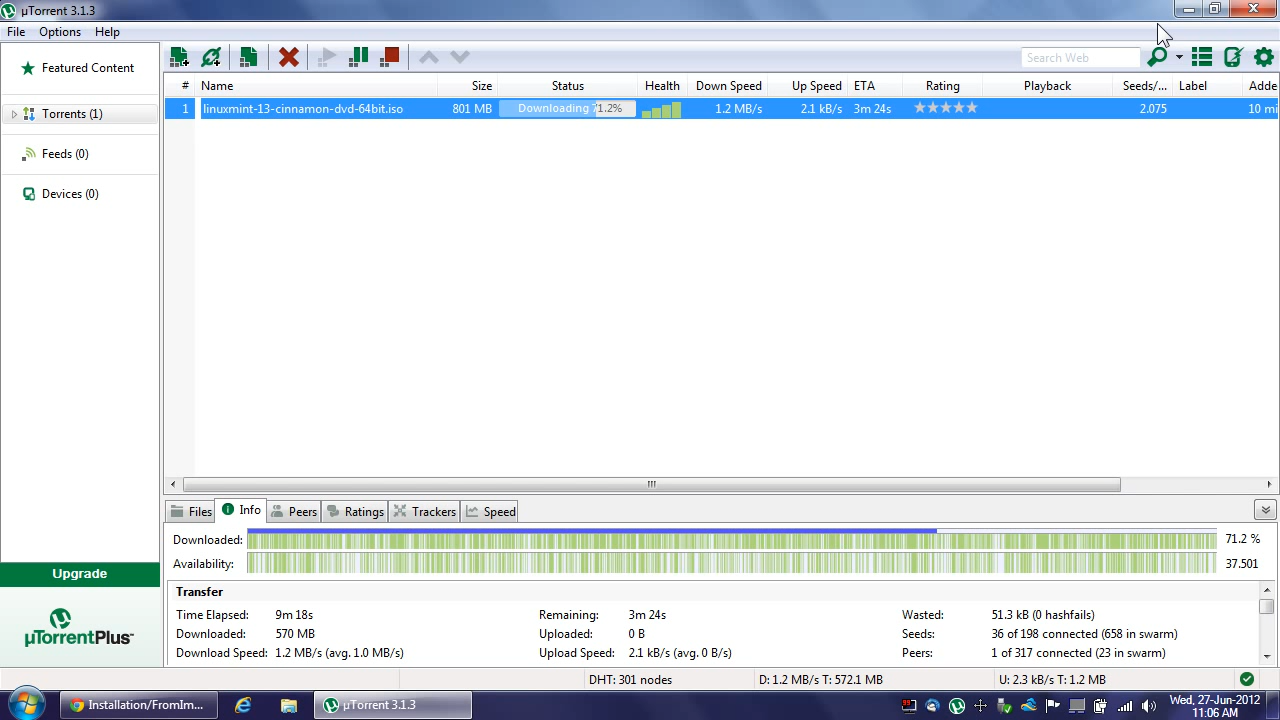 µTorrent 3.1.3
File Options Help
Featured Content
Torrents (1)
Feeds (0)
Devices (0)
Upgrade
µTorrentPlus
Search Web
# Name Size Status Health Down Speed Up Speed ETA Rating Playback Seeds/... Label Adde
1 linuxmint-13-cinnamon-dvd-64bit.iso 801 MB Downloading 71.2% 1.2 MB/s 2.1 kB/s 3m 24s 2.075 10 mi
Files Info Peers Ratings Trackers Speed
Downloaded: 71.2 %
Availability: 37.501
Transfer
Time Elapsed: 9m 18s Remaining: 3m 24s Wasted: 51.3 kB (0 hashfails)
Downloaded: 570 MB Uploaded: 0 B Seeds: 36 of 198 connected (658 in swarm)
Download Speed: 1.2 MB/s (avg. 1.0 MB/s) Upload Speed: 2.1 kB/s (avg. 0 B/s) Peers: 1 of 317 connected (23 in swarm)
DHT: 301 nodes D: 1.2 MB/s T: 572.1 MB U: 2.3 kB/s T: 1.2 MB
Installation/FromIm... µTorrent 3.1.3
Wed, 27-Jun-2012
11:06 AM